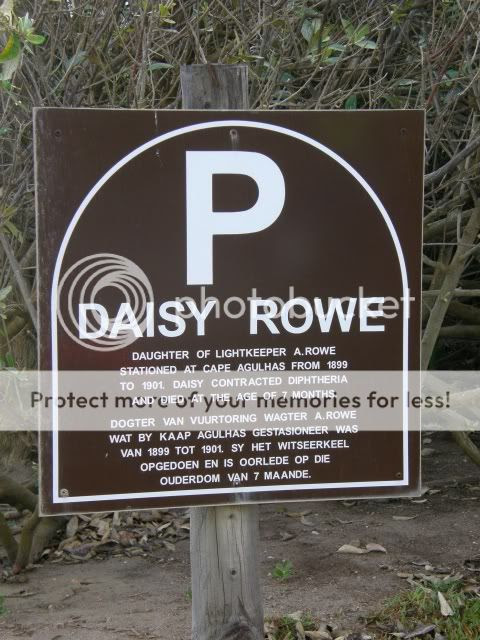 P
photobucket
DAISY ROWE
DAUGHTER OF LIGHTKEEPER A.ROWE
STATIONED AT CAPE AGULHAS FROM 1899
TO 1901. DAISY CONTRACTED DIPHTHERIA
AND DIED AT THE AGE OF 7 MONTHS.
Protect more of your memories for less!
DOGTER VAN VUURTORING WAGTER A.ROWE
WAT BY KAAP AGULHAS GESTASIONEER WAS
VAN 1899 TOT 1901. SY HET WITSEERKEEL
OPGEDOEN EN IS OORLEDE OP DIE
OUDERDOM VAN 7 MAANDE.